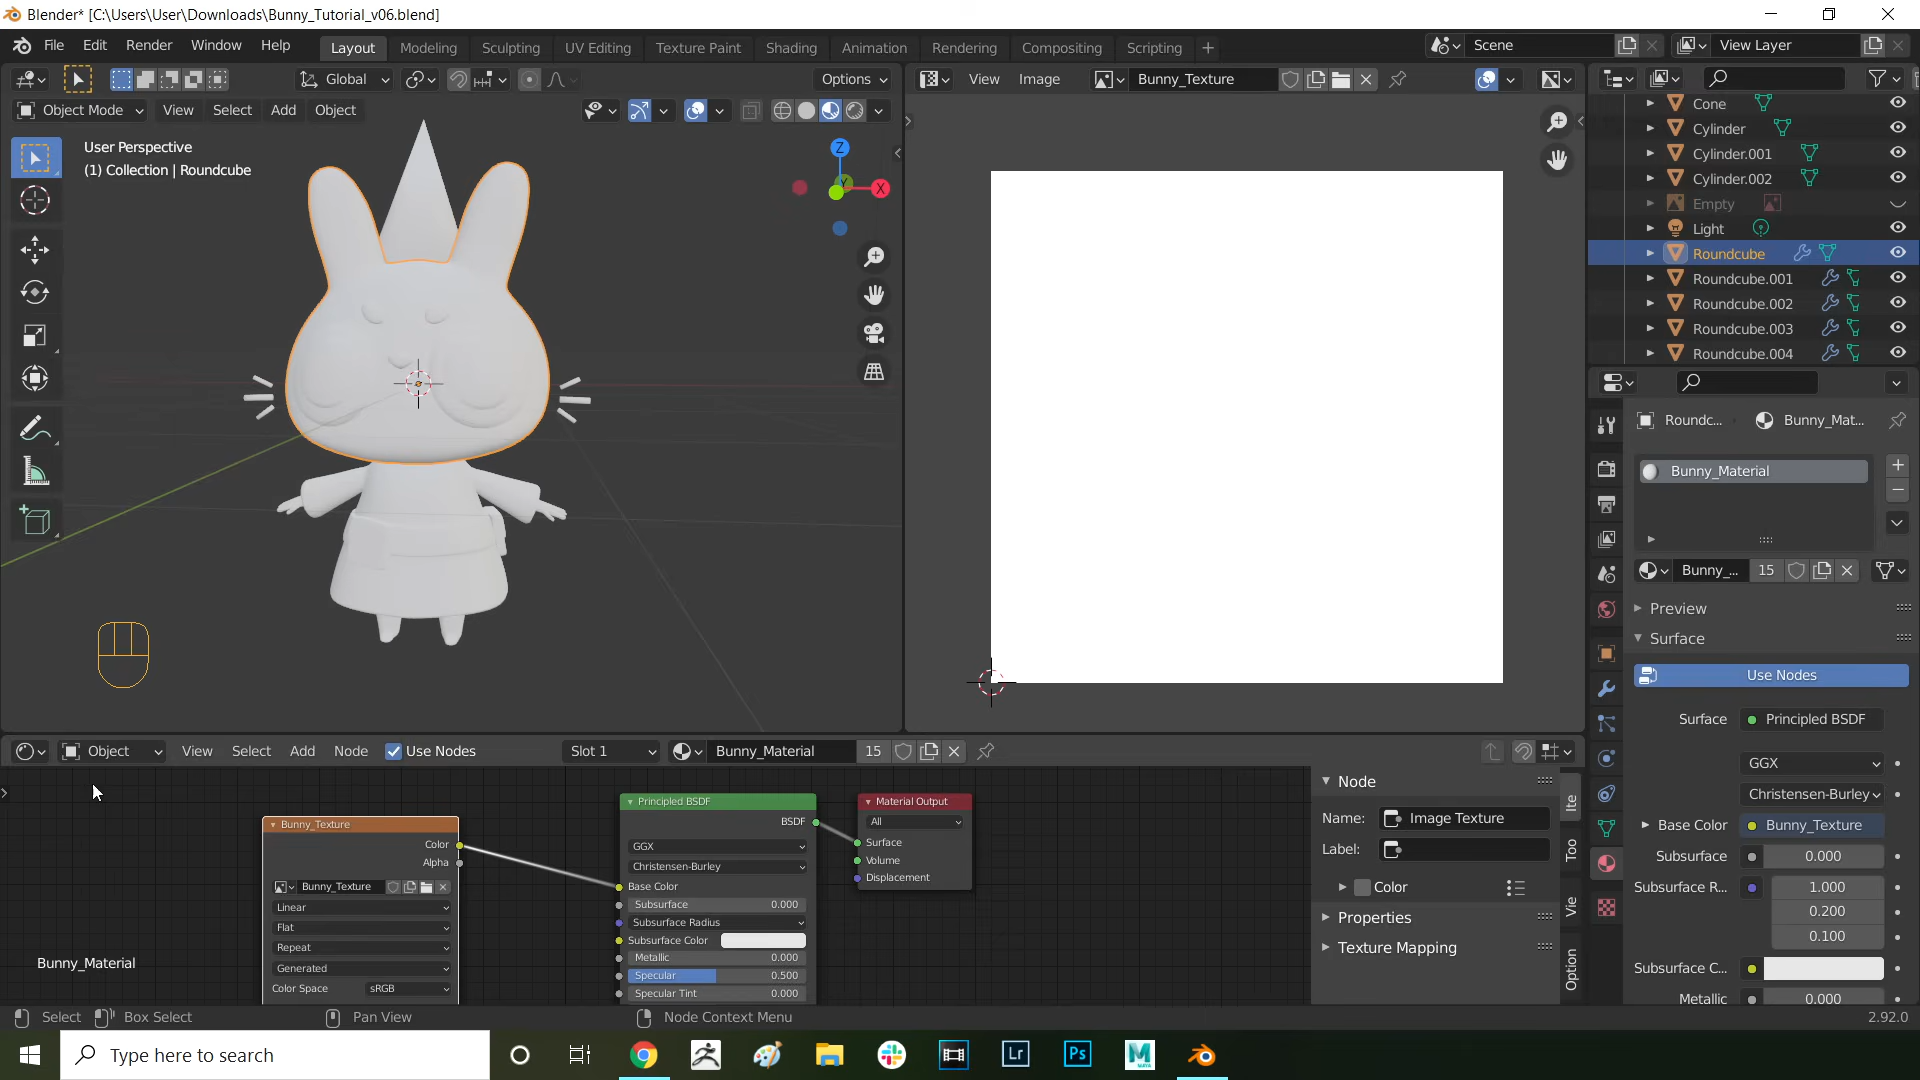 Blender* [C:\Users\User\Downloads\Bunny_Tutorial_v06.blend]
File Edit Render Window Help Layout Modeling Sculpting UV Editing Texture Paint Shading Animation Rendering Compositing Scripting Scene View Layer
Global Options View Image Bunny_Texture
Object Mode View Select Add Object
User Perspective
(1) Collection | Roundcube
Z
Y
X
Cone
Cylinder
Cylinder.001
Cylinder.002
Empty
Light
Roundcube
Roundcube.001
Roundcube.002
Roundcube.003
Roundcube.004
Roundc... Bunny_Mat...
Bunny_Material
Bunny_... 15
Preview
Surface
Use Nodes
Surface Principled BSDF
GGX
Christensen-Burley
Base Color Bunny_Texture
Subsurface 0.000
Subsurface R... 1.000
0.200
0.100
Subsurface C...
Metallic 0.000
Object View Select Add Node Use Nodes Slot 1 Bunny_Material 15
Bunny_Texture
Color
Alpha
Bunny_Texture
Linear
Flat
Repeat
Generated
Color Space sRGB
Principled BSDF
BSDF
GGX
Christensen-Burley
Base Color
Subsurface 0.000
Subsurface Radius
Subsurface Color
Metallic 0.000
Specular 0.500
Specular Tint 0.000
Material Output
All
Surface
Volume
Displacement
Node
Name: Image Texture
Label:
Color
Properties
Texture Mapping
Ite
Too
Vie
Option
Bunny_Material
Select Box Select Pan View Node Context Menu 2.92.0
Type here to search
Lr
Ps
M